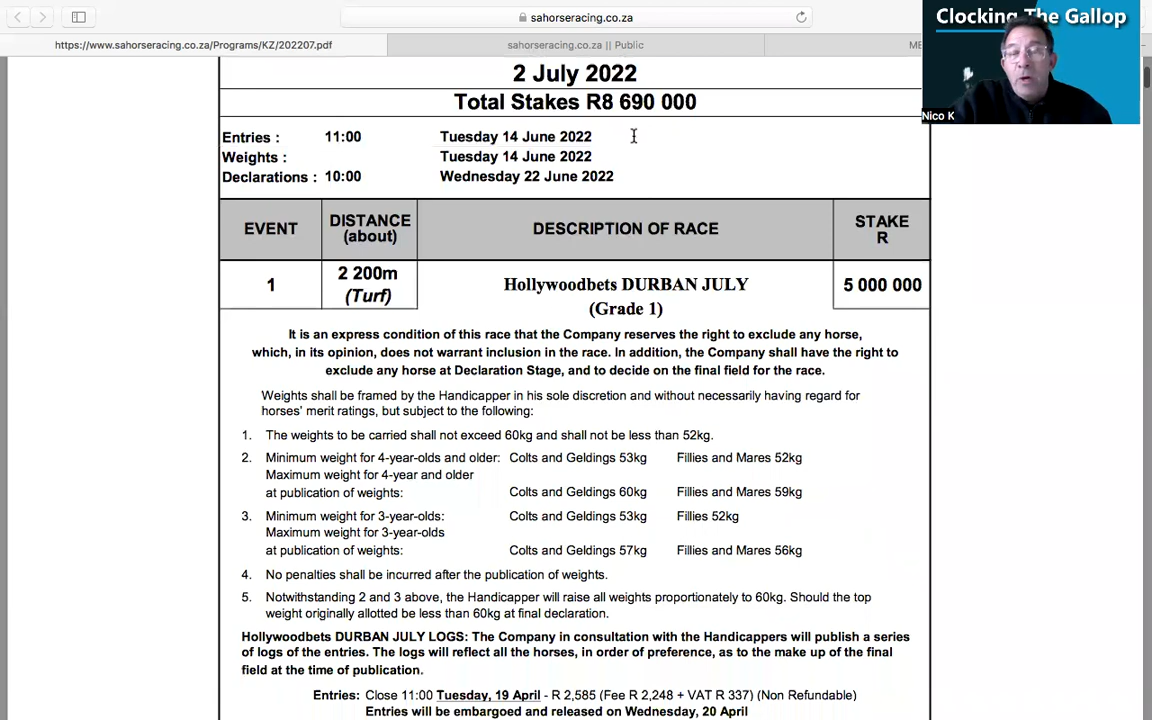 sahorseracing.co.za
https://www.sahorseracing.co.za/Programs/KZ/202207.pdf
sahorseracing.co.za || Public
ME
Clocking The Gallop
Nico K
2 July 2022
Total Stakes R8 690 000
Entries : 11:00 Tuesday 14 June 2022
Weights : Tuesday 14 June 2022
Declarations : 10:00 Wednesday 22 June 2022
EVENT DISTANCE (about) DESCRIPTION OF RACE STAKE R
1 2 200m (Turf) Hollywoodbets DURBAN JULY 5 000 000
(Grade 1)
It is an express condition of this race that the Company reserves the right to exclude any horse,
which, in its opinion, does not warrant inclusion in the race. In addition, the Company shall have the right to
exclude any horse at Declaration Stage, and to decide on the final field for the race.
Weights shall be framed by the Handicapper in his sole discretion and without necessarily having regard for
horses' merit ratings, but subject to the following:
1. The weights to be carried shall not exceed 60kg and shall not be less than 52kg.
2. Minimum weight for 4-year-olds and older: Colts and Geldings 53kg Fillies and Mares 52kg
Maximum weight for 4-year and older
at publication of weights: Colts and Geldings 60kg Fillies and Mares 59kg
3. Minimum weight for 3-year-olds: Colts and Geldings 53kg Fillies 52kg
Maximum weight for 3-year-olds
at publication of weights: Colts and Geldings 57kg Fillies and Mares 56kg
4. No penalties shall be incurred after the publication of weights.
5. Notwithstanding 2 and 3 above, the Handicapper will raise all weights proportionately to 60kg. Should the top
weight originally allotted be less than 60kg at final declaration.
Hollywoodbets DURBAN JULY LOGS: The Company in consultation with the Handicappers will publish a series
of logs of the entries. The logs will reflect all the horses, in order of preference, as to the make up of the final
field at the time of publication.
Entries: Close 11:00 Tuesday, 19 April - R 2,585 (Fee R 2,248 + VAT R 337) (Non Refundable)
Entries will be embargoed and released on Wednesday, 20 April